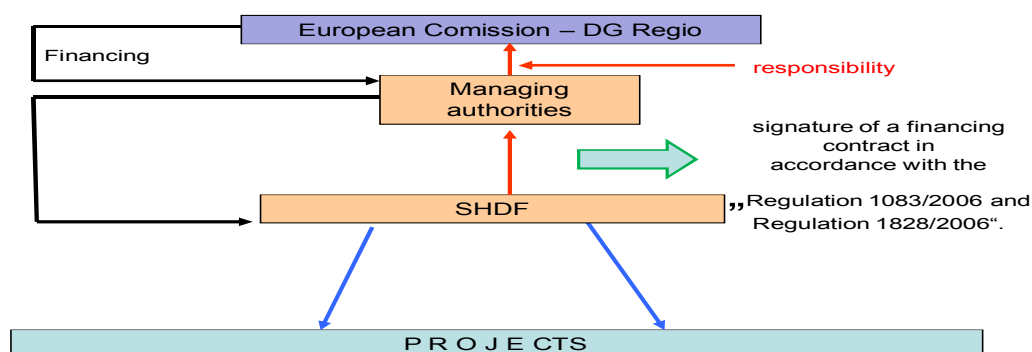 European Comission – DG Regio
Financing
responsibility
Managing
authorities
signature of a financing
contract in
accordance with the
SHDF
„Regulation 1083/2006 and
Regulation 1828/2006“.
P R O J E CTS